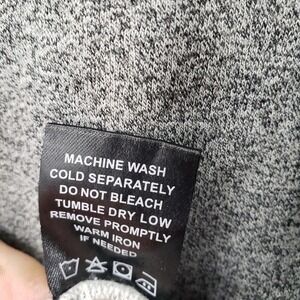 MACHINE WASH
COLD SEPARATELY
DO NOT BLEACH
TUMBLE DRY LOW
REMOVE PROMPTLY
WARM IRON
IF NEEDED